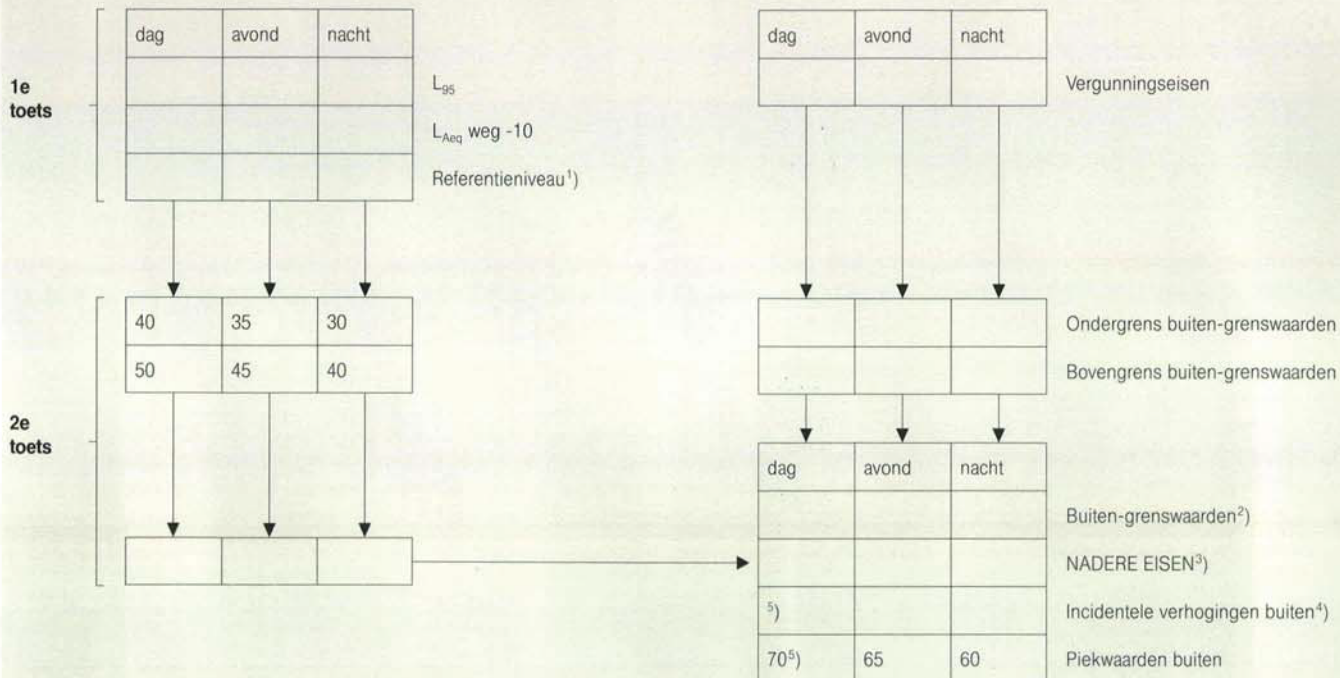 dag avond nacht
1e
toets
L95
LAeq weg -10
Referentieniveau¹)
40 35 30
50 45 40
2e
toets
dag avond nacht
Vergunningseisen
Ondergrens buiten-grenswaarden
Bovengrens buiten-grenswaarden
dag avond nacht
Buiten-grenswaarden²)
NADERE EISEN³)
⁵) Incidentele verhogingen buiten⁴)
70⁵) 65 60 Piekwaarden buiten